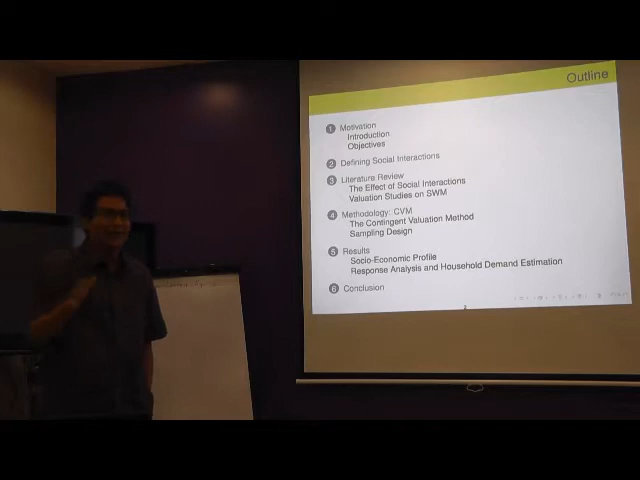 Outline
1 Motivation
Introduction
Objectives
2 Defining Social Interactions
3 Literature Review
The Effect of Social Interactions
Valuation Studies on SWM
4 Methodology: CVM
The Contingent Valuation Method
Sampling Design
5 Results
Socio-Economic Profile
Response Analysis and Household Demand Estimation
6 Conclusion